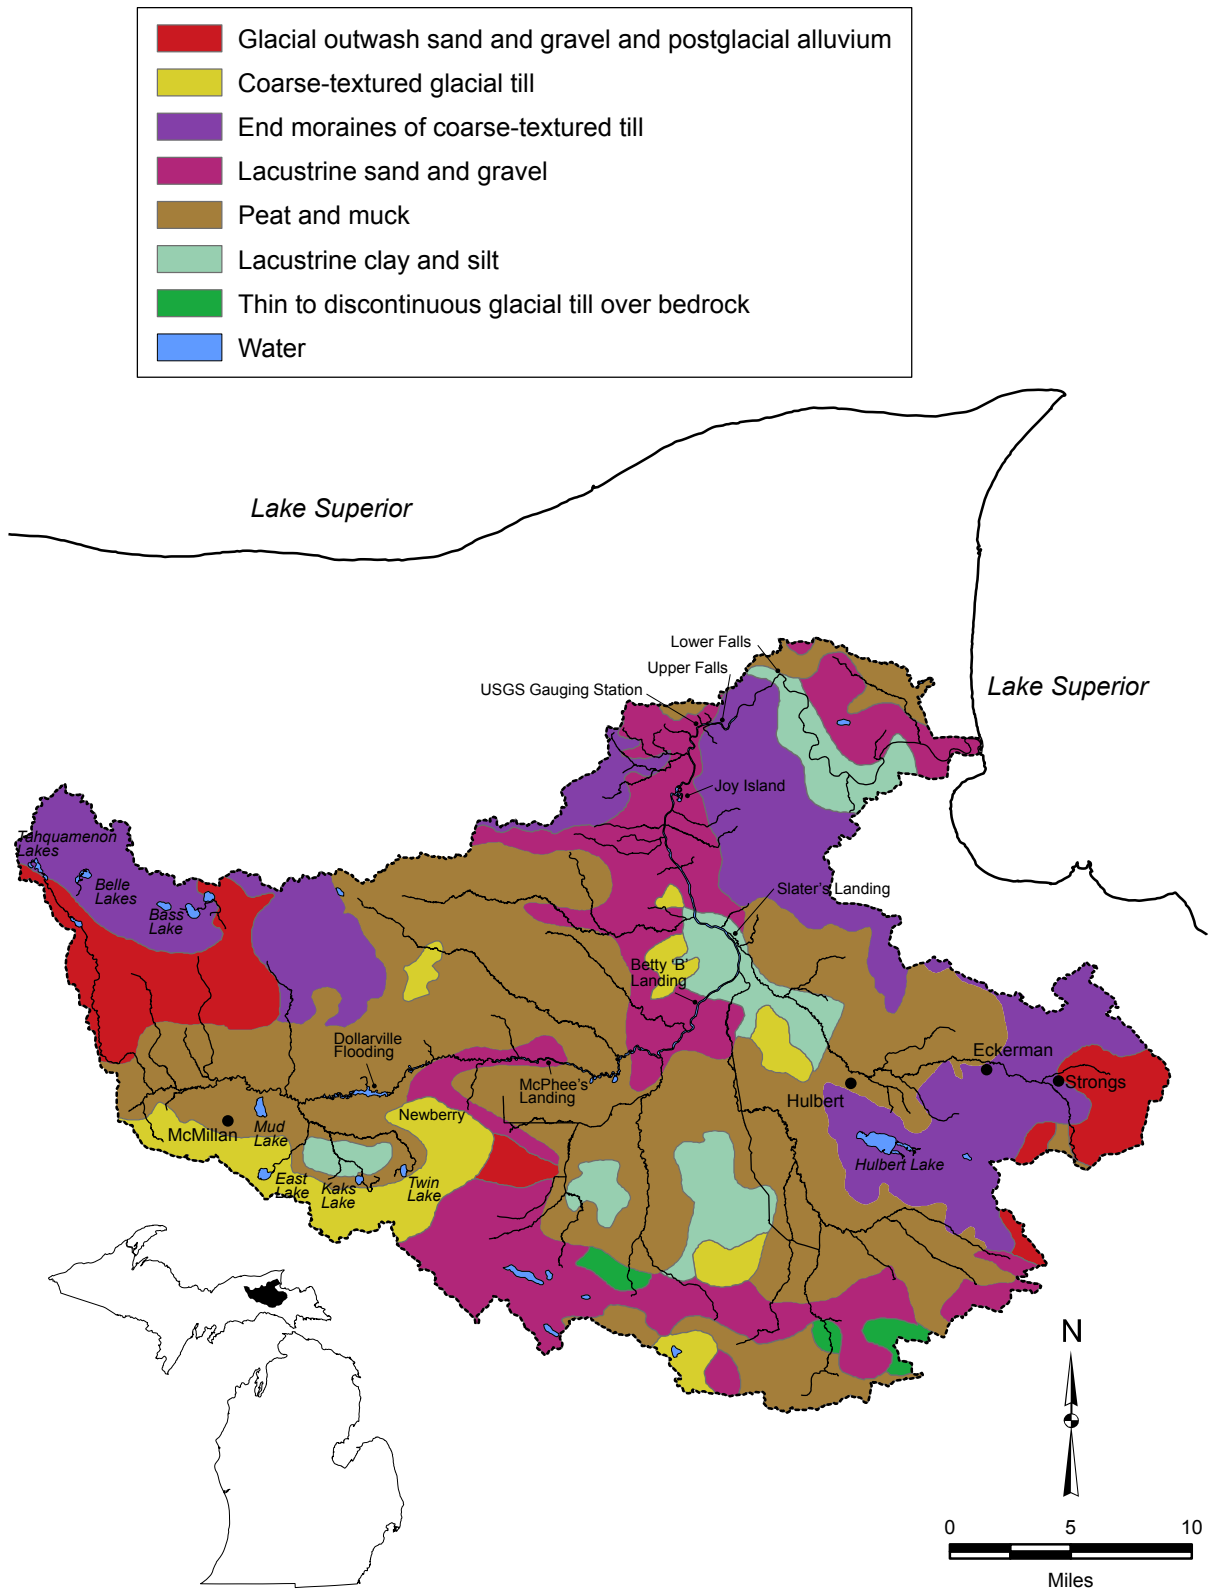 Glacial outwash sand and gravel and postglacial alluvium
Coarse-textured glacial till
End moraines of coarse-textured till
Lacustrine sand and gravel
Peat and muck
Lacustrine clay and silt
Thin to discontinuous glacial till over bedrock
Water
Lake Superior
Lower Falls
Upper Falls
USGS Gauging Station
Lake Superior
Joy Island
Tahquamenon
Lakes
Belle
Lakes
Bass
Lake
Slater's Landing
Betty 'B'
Landing
Dollarville
Flooding
Eckerman
Strongs
McPhee's
Landing
Hulbert
Newberry
McMillan
Mud
Lake
Hulbert Lake
East
Lake
Kaks
Lake
Twin
Lake
N
0 5 10
Miles